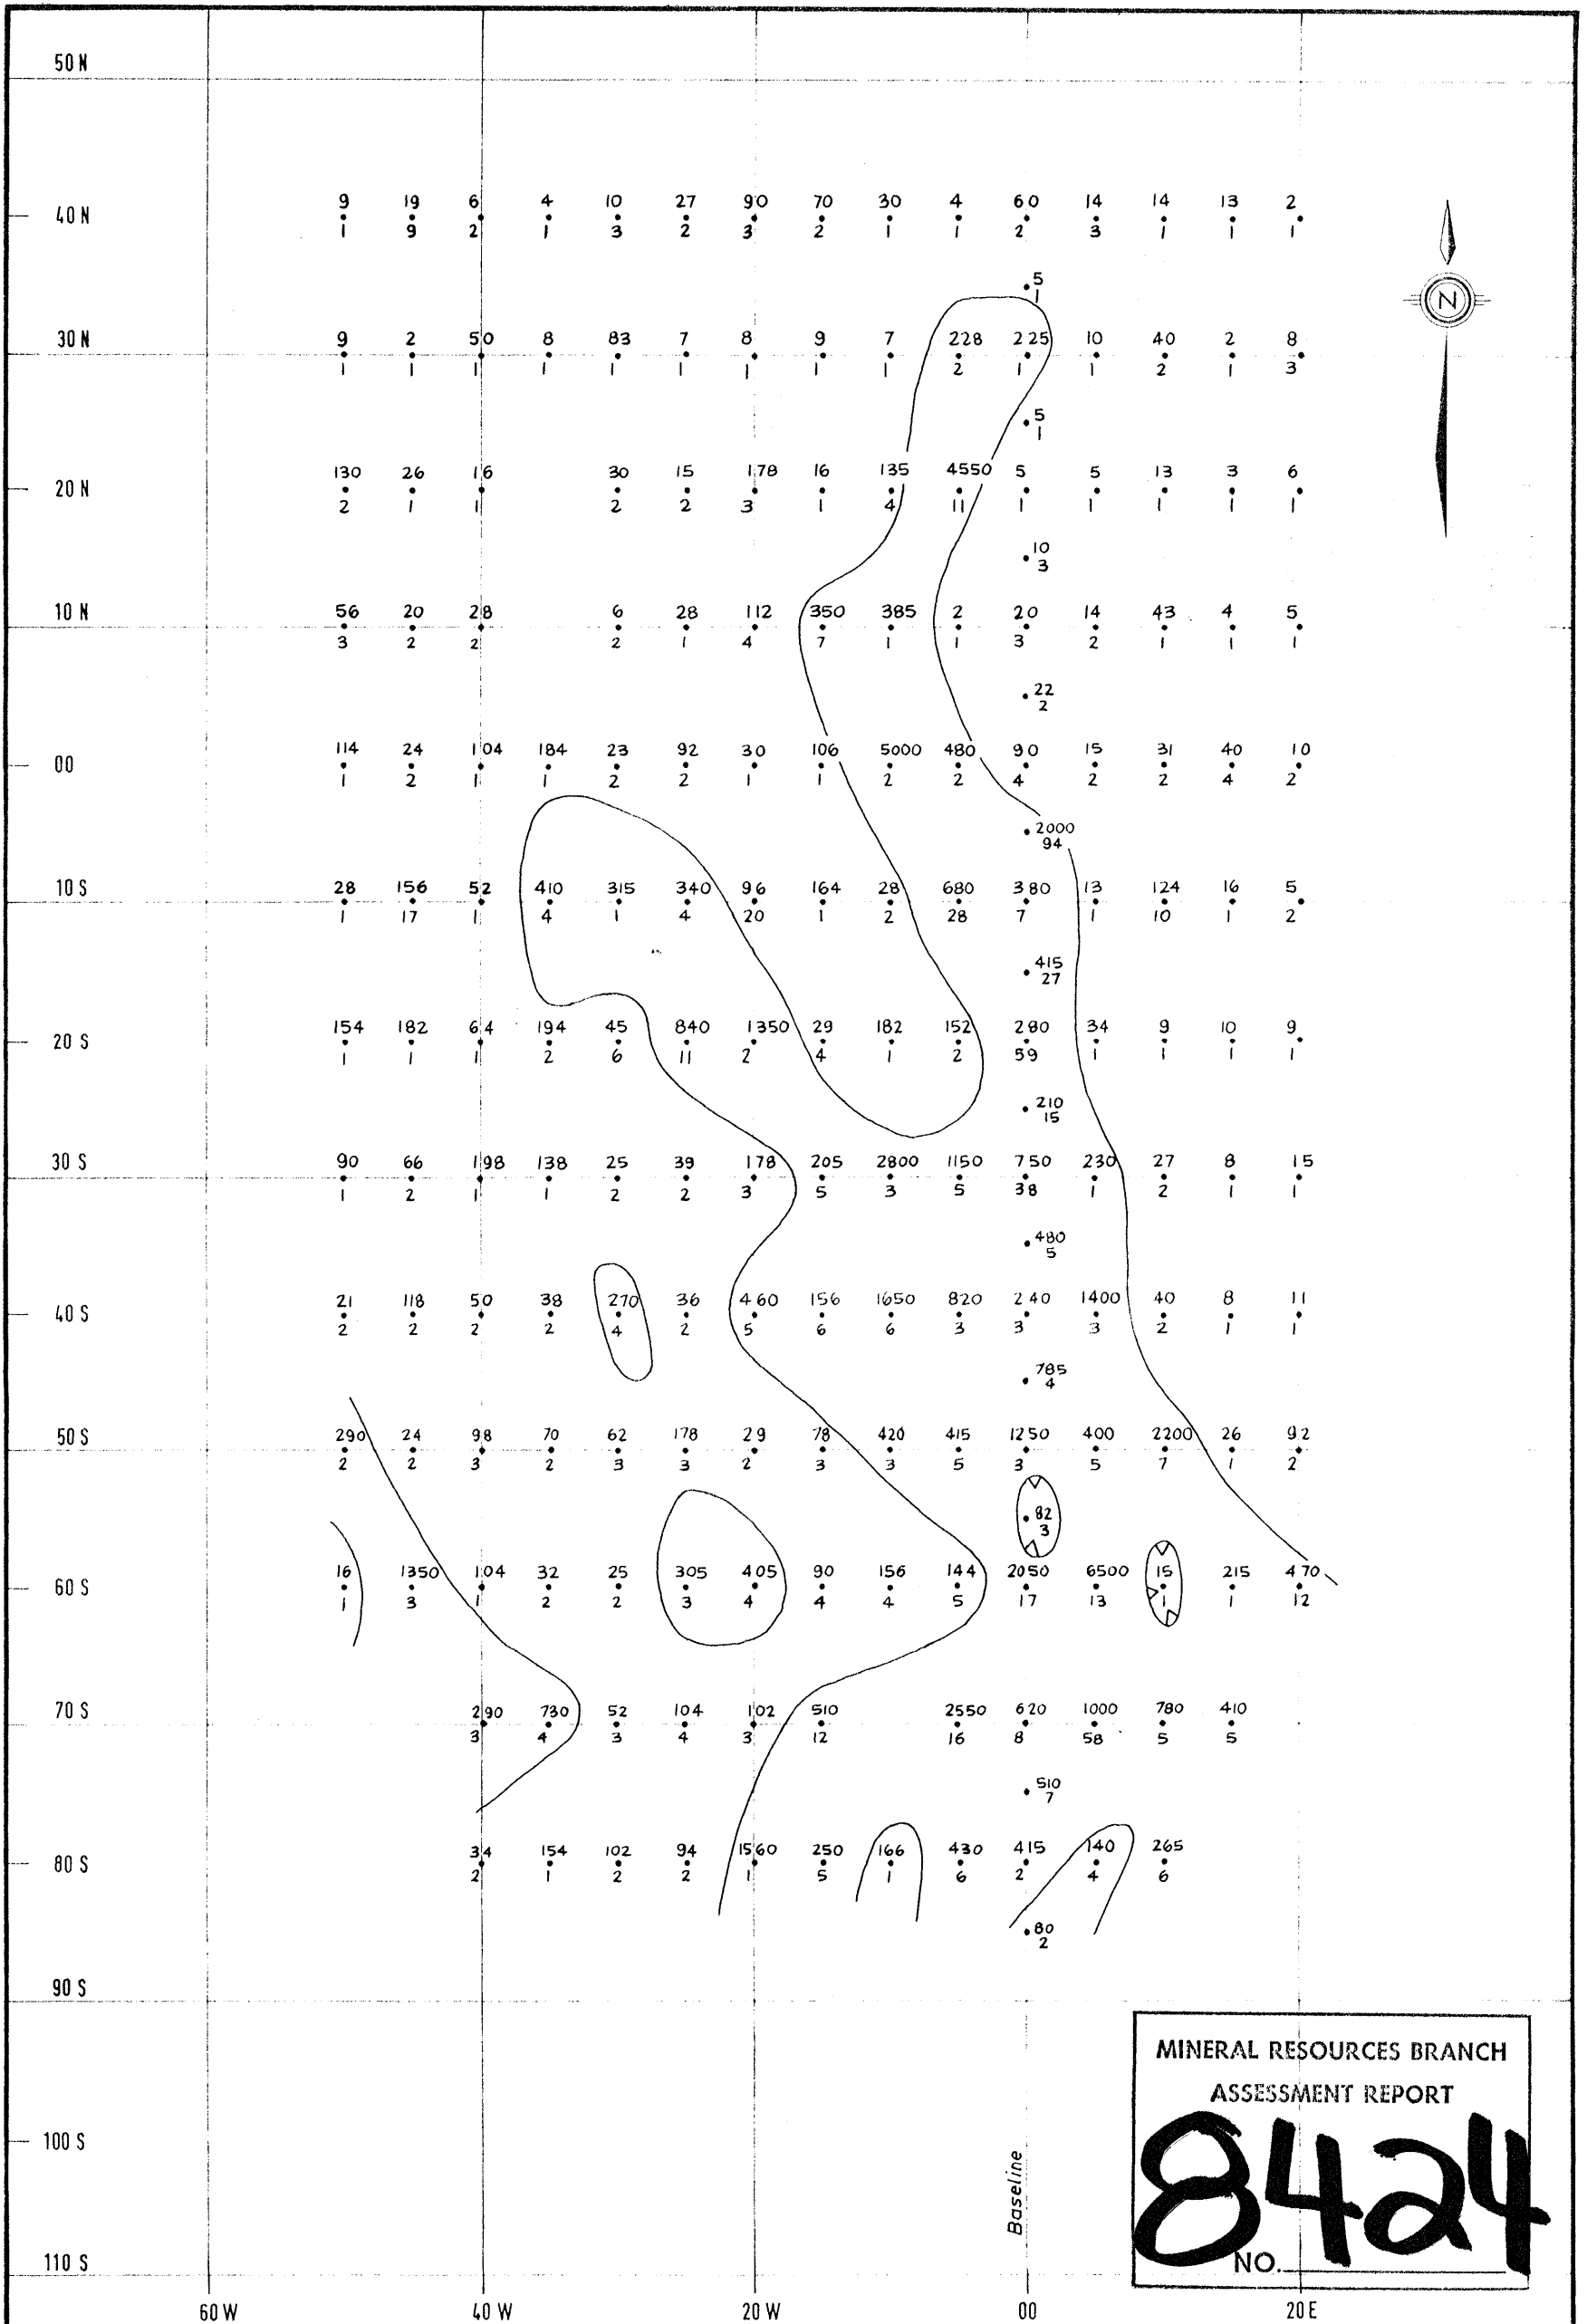 50 N
9 19 6 4 10 27 90 70 30 4 60 14 14 13 2
40 N
1 9 2 1 3 2 3 2 1 1 2 3 1 1 1
5
1
9 2 50 8 83 7 8 9 7 228 225 10 40 2 8
30 N
1 1 1 1 1 1 1 1 1 2 1 1 2 1 3
N
5
1
130 26 16 30 15 178 16 135 4550 5 5 13 3 6
20 N
2 1 1 2 2 3 1 4 11 1 1 1 1 1
10
3
56 20 28 6 28 112 350 385 2 20 14 43 4 5
10 N
3 2 2 2 1 4 7 1 1 3 2 1 1 1
22
2
114 24 104 184 23 92 30 106 5000 480 90 15 31 40 10
00
1 2 1 1 2 2 1 1 2 2 4 2 2 4 2
2000
94
28 156 52 410 315 340 96 164 28 680 380 13 124 16 5
10 S
1 17 1 4 1 4 20 1 2 28 7 1 10 1 2
415
27
154 182 64 194 45 840 1350 29 182 152 280 34 9 10 9
20 S
1 1 1 2 6 11 2 4 1 2 59 1 1 1 1
210
15
90 66 198 138 25 39 178 205 2800 1150 750 230 27 8 15
30 S
1 2 1 1 2 2 3 5 3 5 38 1 2 1 1
480
5
21 118 50 38 270 36 460 156 1650 820 240 1400 40 8 11
40 S
2 2 2 2 4 2 5 6 6 3 3 3 2 1 1
785
4
290 24 98 70 62 178 29 78 420 415 1250 400 2200 26 92
50 S
2 2 3 2 3 3 2 3 3 5 3 5 7 1 2
82
3
16 1350 104 32 25 305 405 90 156 144 2050 6500 15 215 470
60 S
1 3 1 2 2 3 4 4 4 5 17 13 1 1 12
290 730 52 104 102 510 2550 620 1000 780 410
70 S
3 4 3 4 3 12 16 8 58 5 5
510
7
34 154 102 94 1560 250 166 430 415 140 265
80 S
2 1 2 2 1 5 1 6 2 4 6
80
2
90 S
MINERAL RESOURCES BRANCH
ASSESSMENT REPORT
100 S
8424
Baseline
NO.
110 S
60 W 40 W 20 W 00 20 E